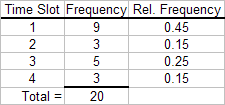 Time Slot Frequency Rel. Frequency
1 9 0.45
2 3 0.15
3 5 0.25
4 3 0.15
Total = 20